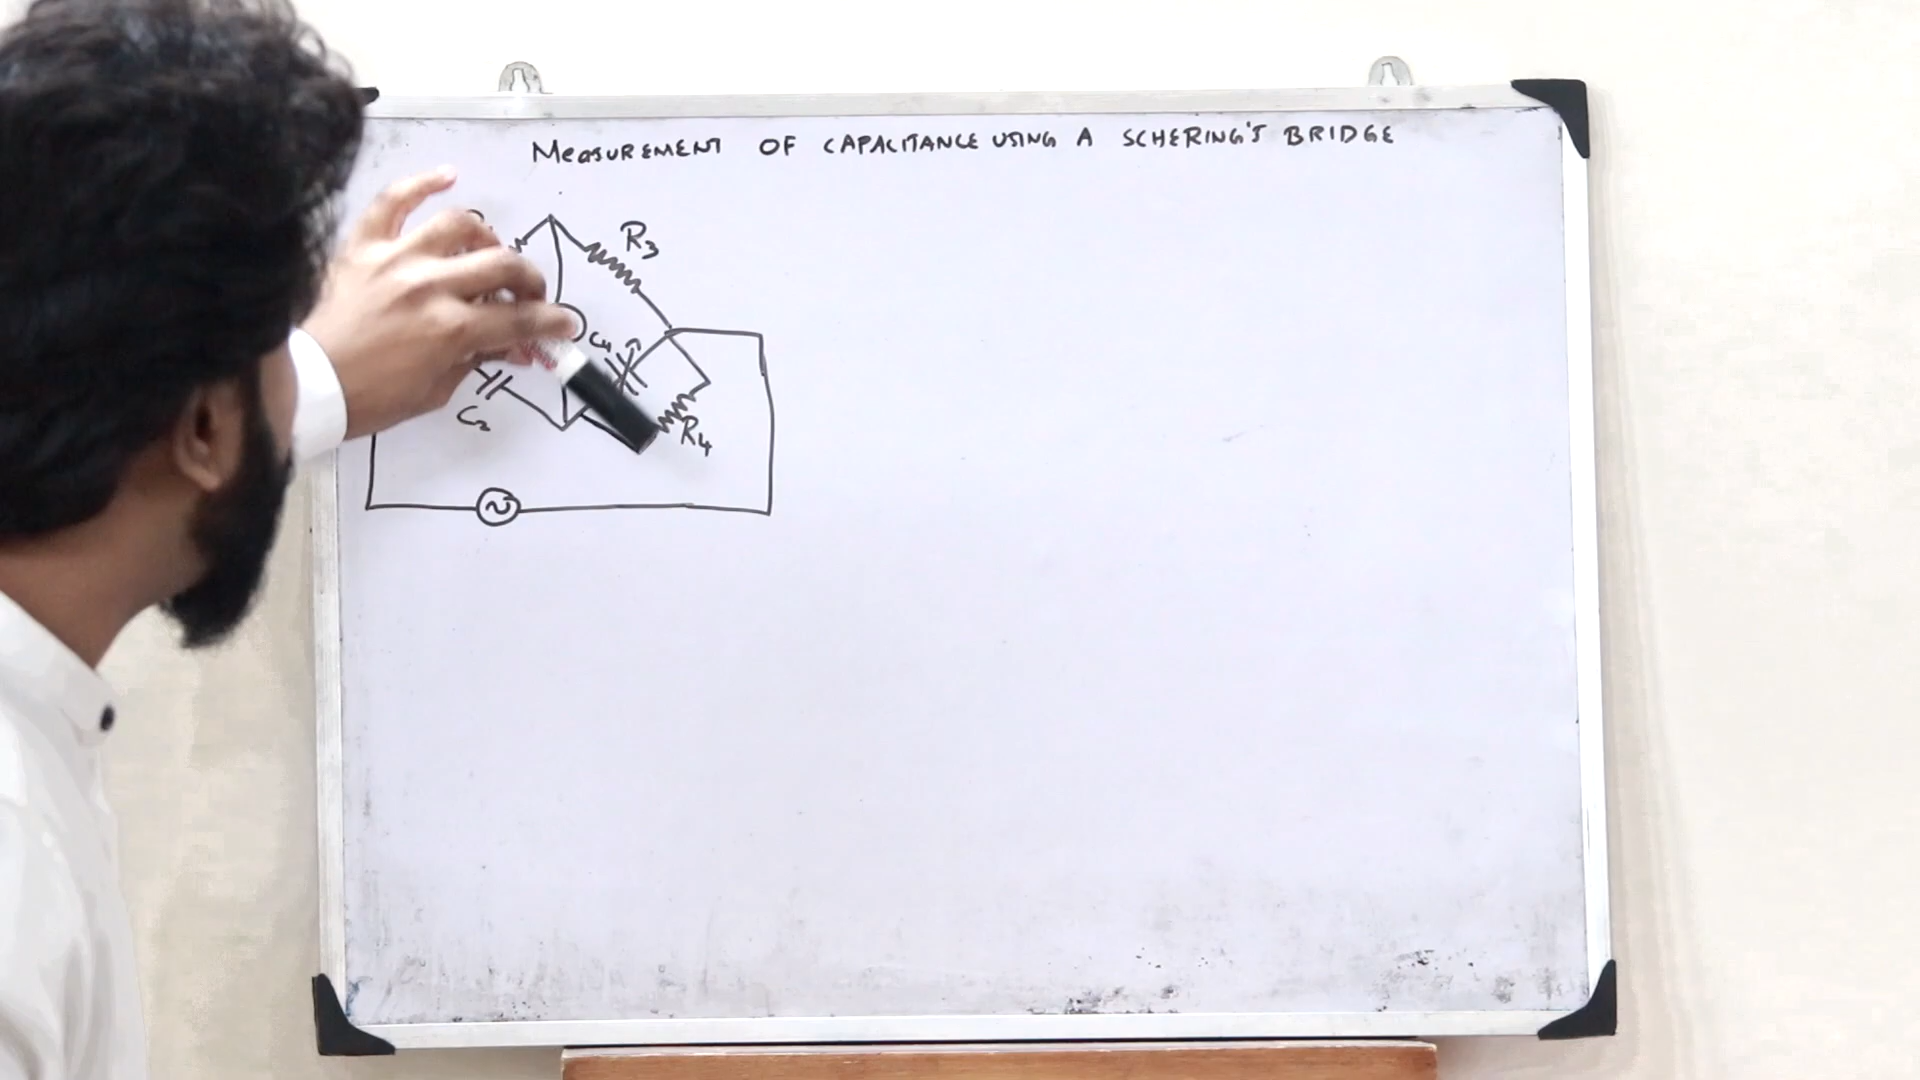 MeasUREMENT OF CAPACITANCE USING A SCHERING'S BRIDGE
R3
C4
C2
R4